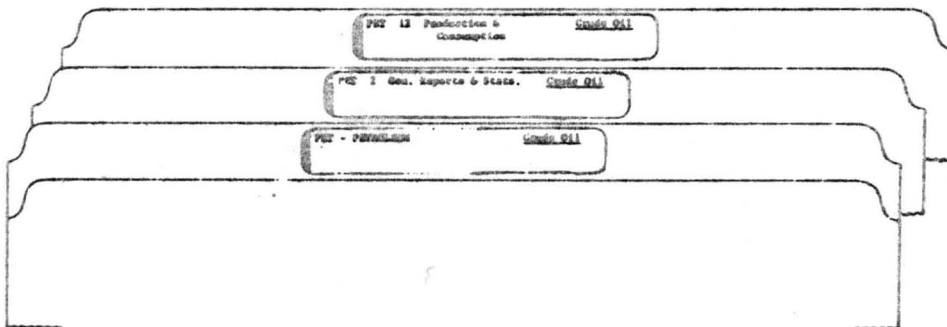 PET 12 Production & Crude Oil
Consumption
PET 1 Gen. Reports & Stats. Crude Oil
PET - PETROLEUM Crude Oil